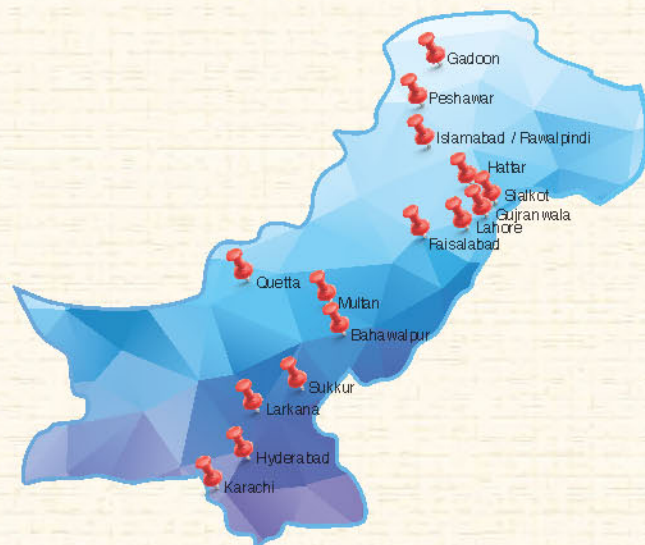 Gadoon
Peshawar
Islamabad / Rawalpindi
Hattar
Sialkot
Gujranwala
Lahore
Faisalabad
Quetta
Multan
Bahawalpur
Sukkur
Larkana
Hyderabad
Karachi